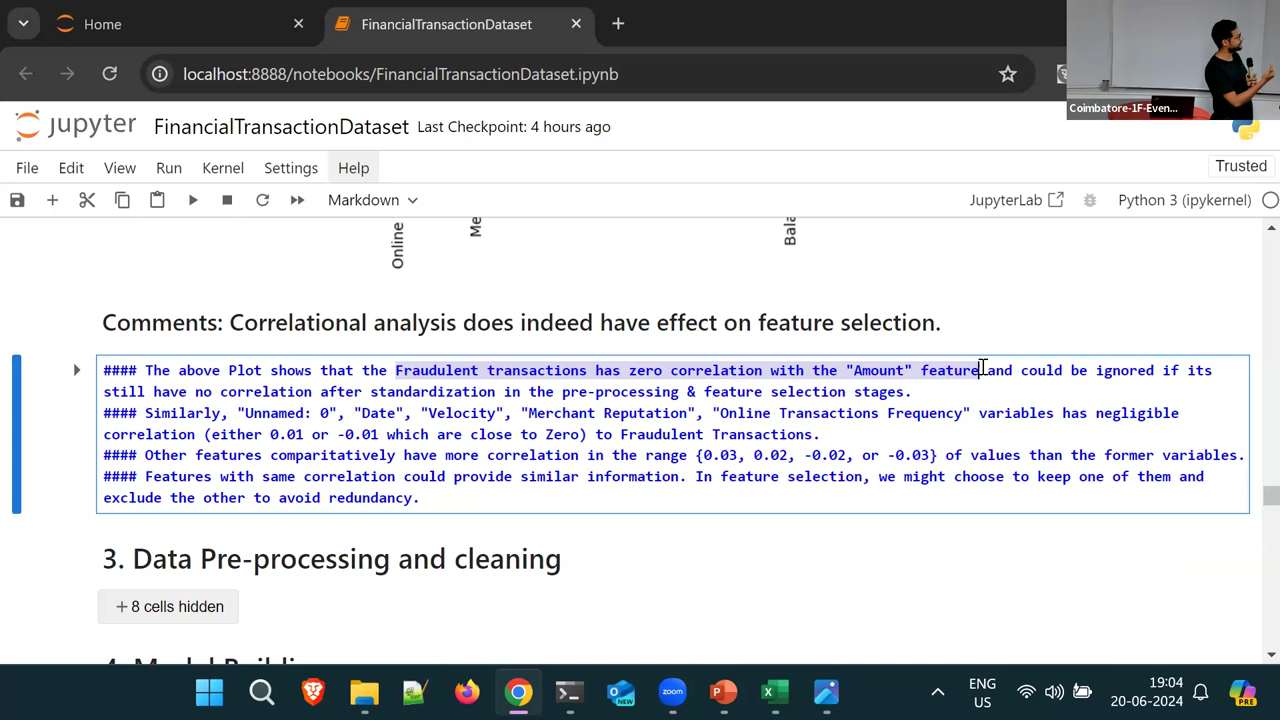 Home
FinancialTransactionDataset
localhost:8888/notebooks/FinancialTransactionDataset.ipynb
Coimbatore-1F-Even...
jupyter FinancialTransactionDataset Last Checkpoint: 4 hours ago
File Edit View Run Kernel Settings Help Trusted
Markdown JupyterLab Python 3 (ipykernel)
Online Me Bala
Comments: Correlational analysis does indeed have effect on feature selection.
#### The above Plot shows that the Fraudulent transactions has zero correlation with the "Amount" feature and could be ignored if its
still have no correlation after standardization in the pre-processing & feature selection stages.
#### Similarly, "Unnamed: 0", "Date", "Velocity", "Merchant Reputation", "Online Transactions Frequency" variables has negligible
correlation (either 0.01 or -0.01 which are close to Zero) to Fraudulent Transactions.
#### Other features comparitatively have more correlation in the range {0.03, 0.02, -0.02, or -0.03} of values than the former variables.
#### Features with same correlation could provide similar information. In feature selection, we might choose to keep one of them and
exclude the other to avoid redundancy.
3. Data Pre-processing and cleaning
+ 8 cells hidden
4. Model Buildi
NEW
zoom
ENG
US
19:04
20-06-2024
PRE